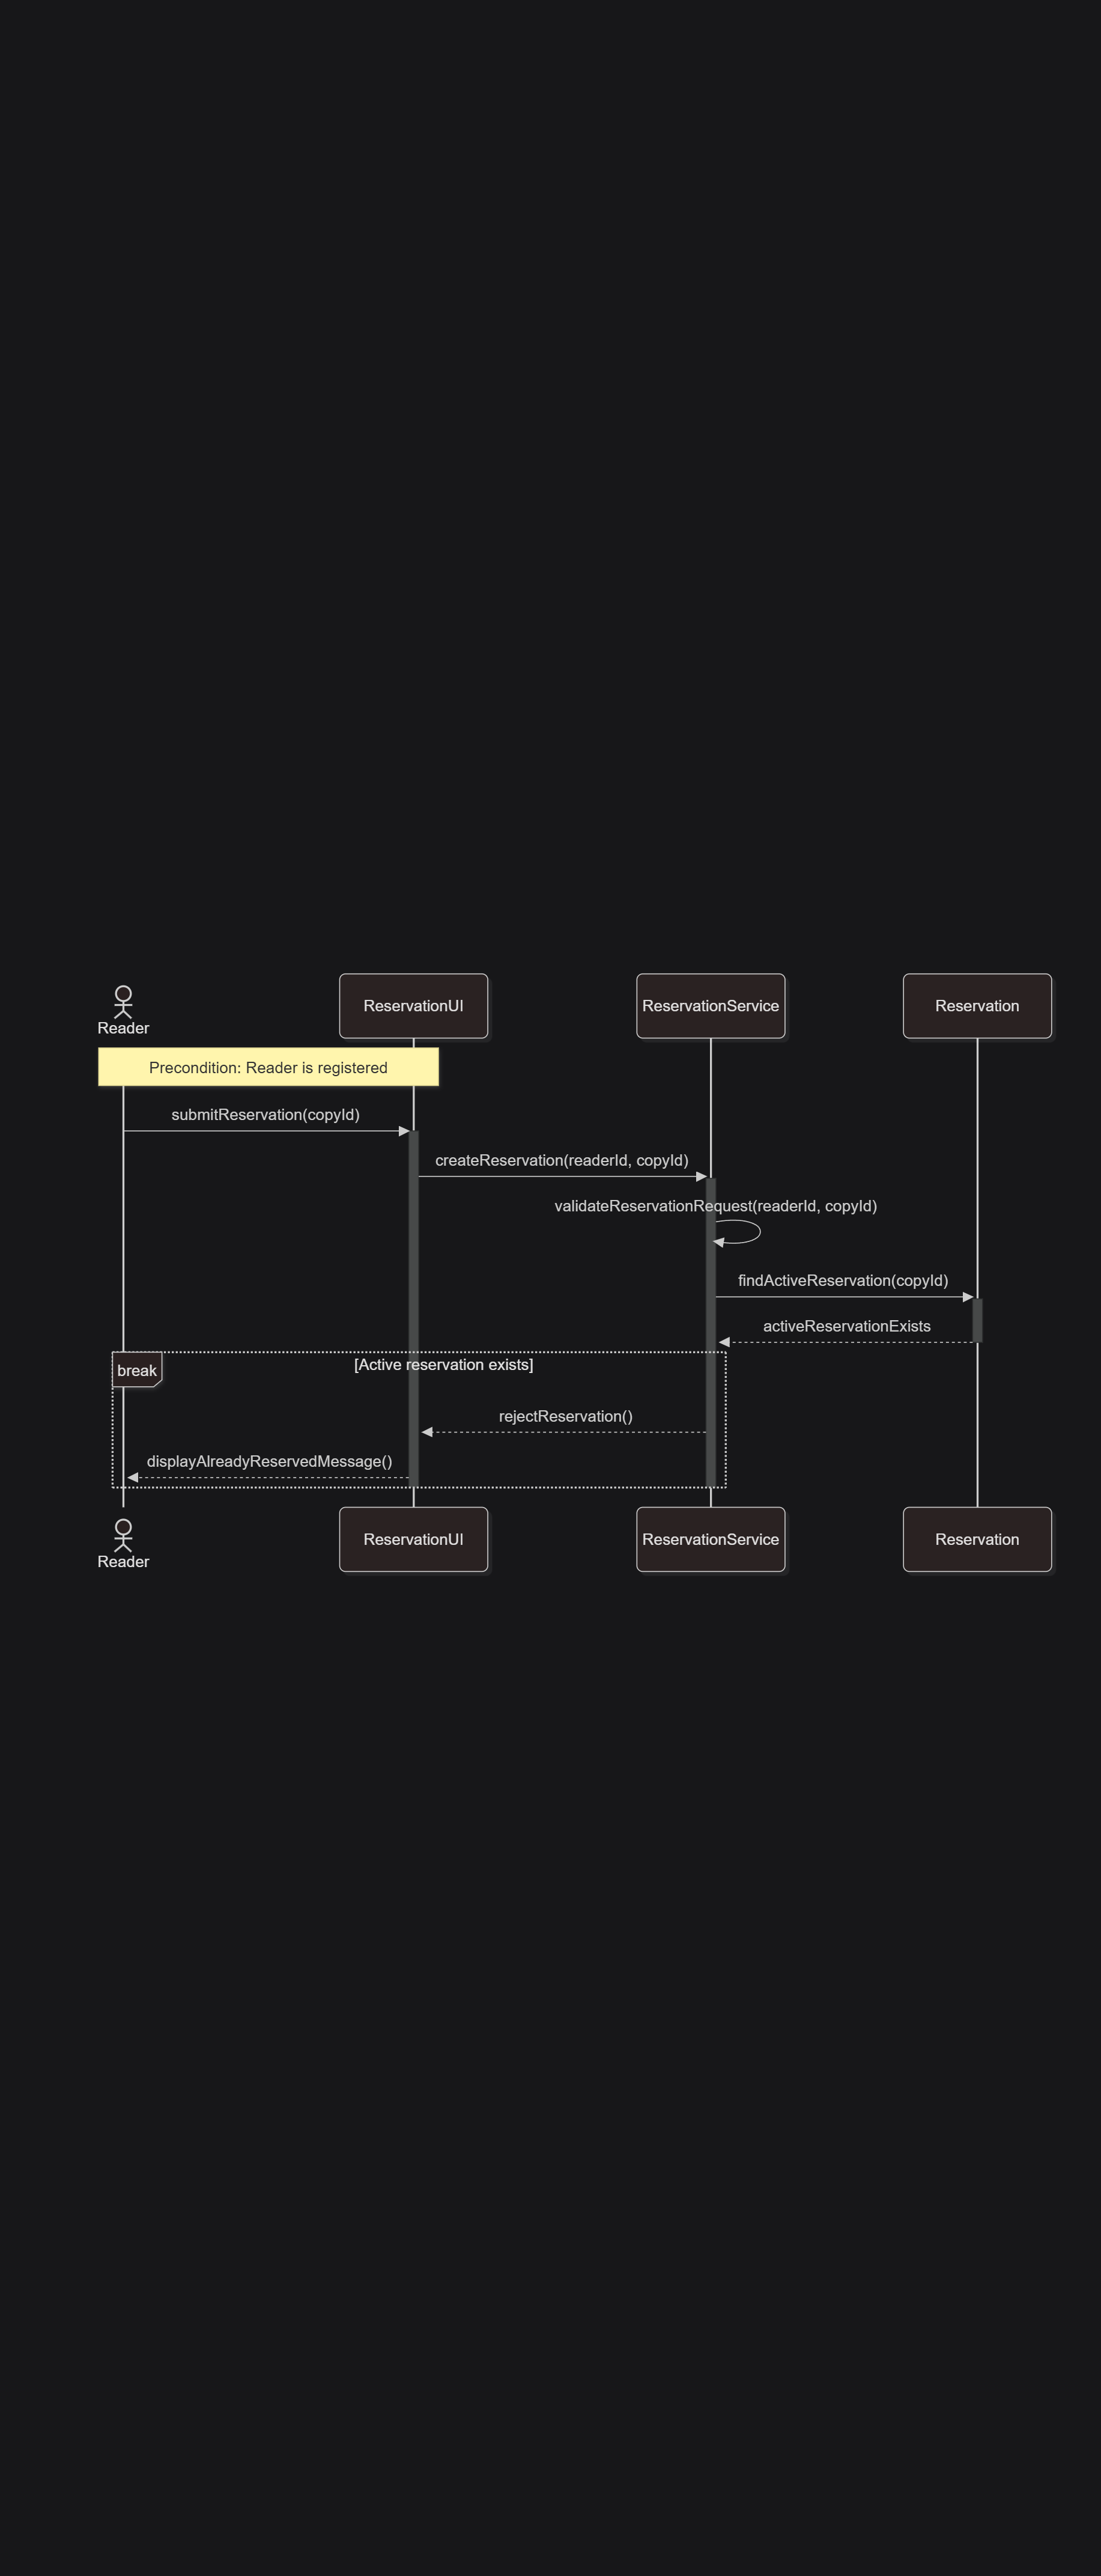 Reader
ReservationUI
ReservationService
Reservation
Precondition: Reader is registered
submitReservation(copyId)
createReservation(readerId, copyId)
validateReservationRequest(readerId, copyId)
findActiveReservation(copyId)
activeReservationExists
break
[Active reservation exists]
rejectReservation()
displayAlreadyReservedMessage()
Reader
ReservationUI
ReservationService
Reservation